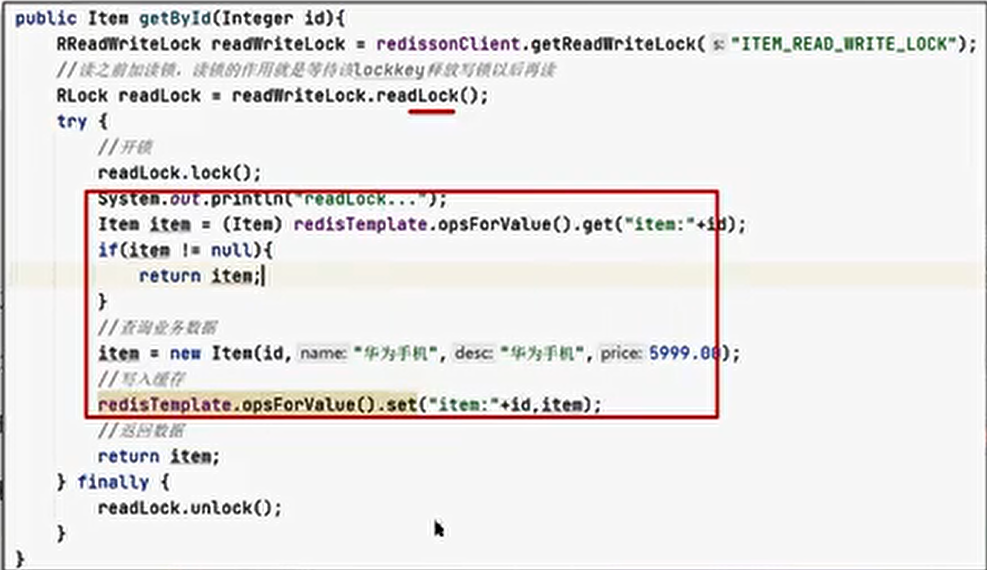 public Item getById(Integer id){
RReadWriteLock readWriteLock = redissonClient.getReadWriteLock( s: "ITEM_READ_WRITE_LOCK");
//读之前加读锁，读锁的作用就是等待该lockkey释放写锁以后再读
RLock readLock = readWriteLock.readLock();
try {
//开锁
readLock.lock();
System.out.println("readLock...");
Item item = (Item) redisTemplate.opsForValue().get("item:"+id);
if(item != null){
return item;
}
//查询业务数据
item = new Item(id, name: "华为手机", desc: "华为手机", price: 5999.00);
//写入缓存
redisTemplate.opsForValue().set("item:"+id,item);
//返回数据
return item;
} finally {
readLock.unlock();
}
}